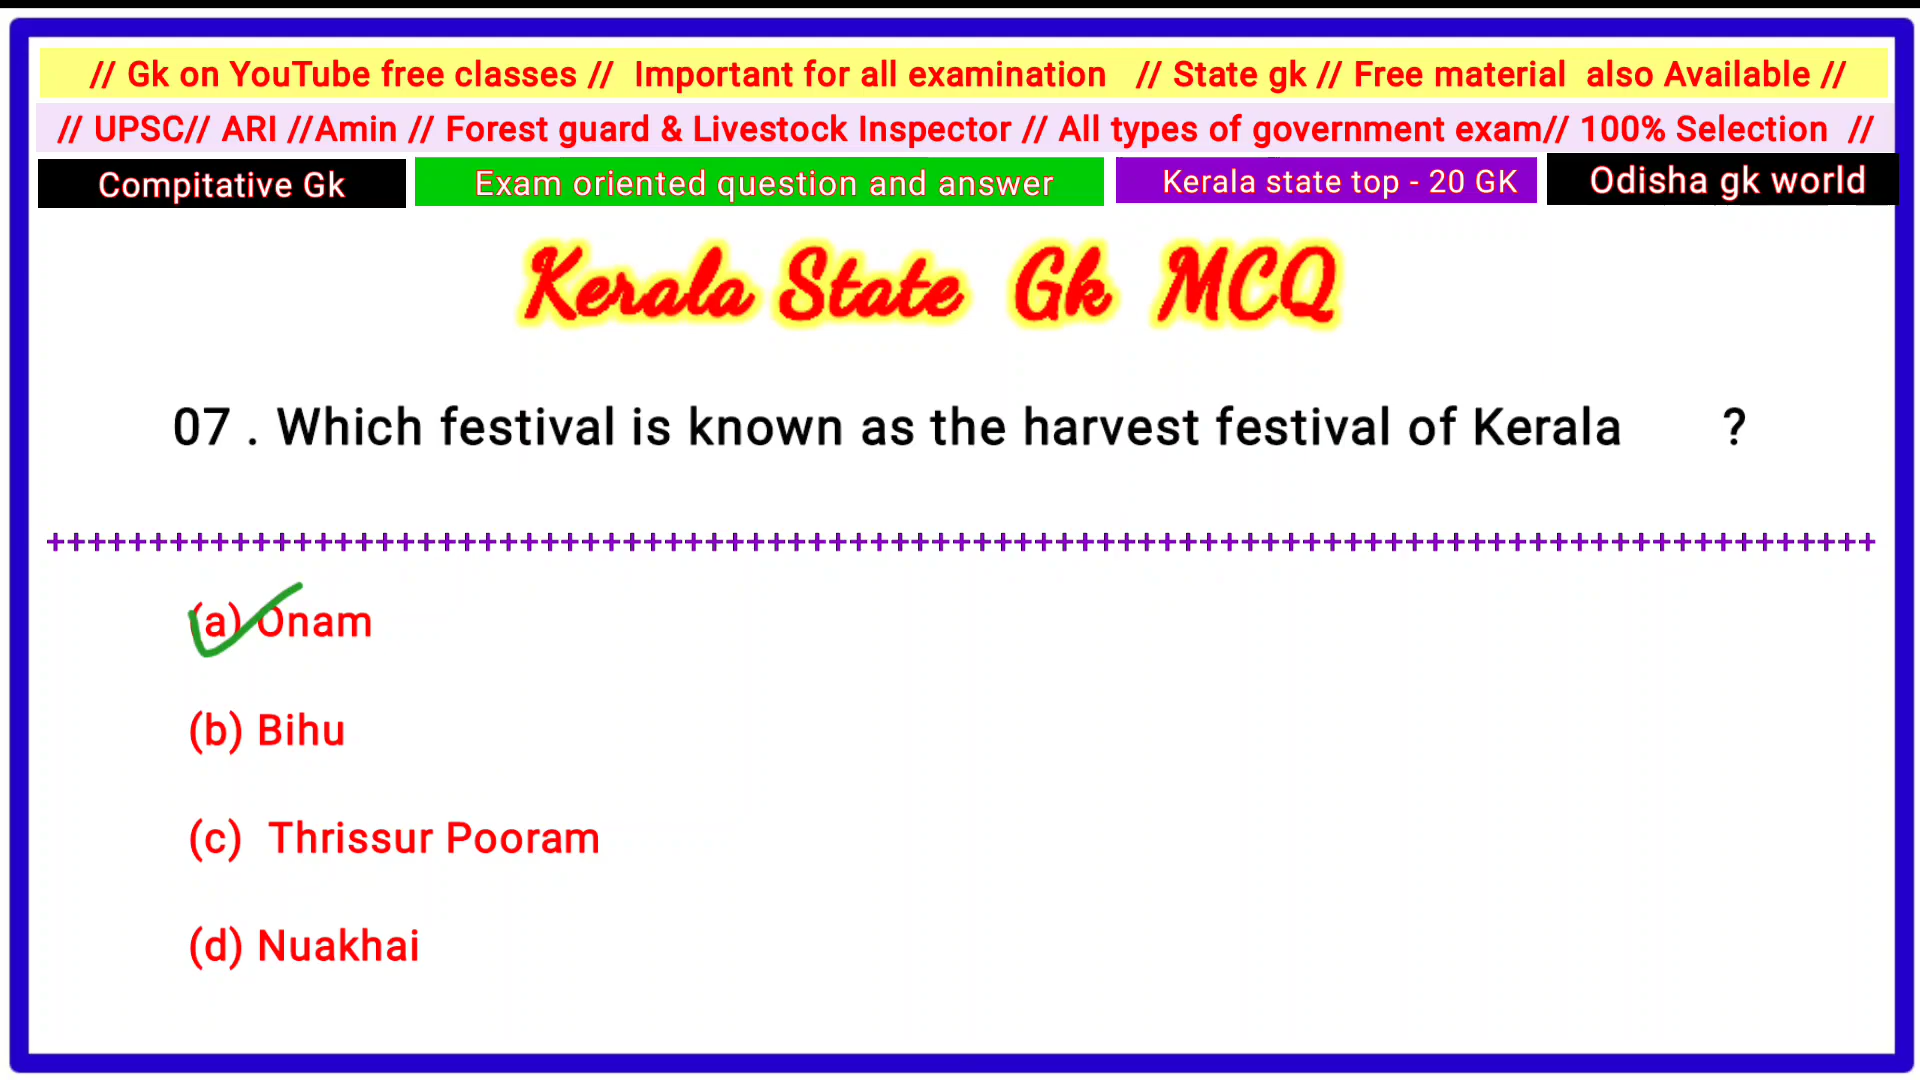 // Gk on YouTube free classes // Important for all examination // State gk // Free material also Available //
// UPSC// ARI //Amin // Forest guard & Livestock Inspector // All types of government exam// 100% Selection //
Compitative Gk
Exam oriented question and answer
Kerala state top - 20 GK
Odisha gk world
Kerala State Gk MCQ
07 . Which festival is known as the harvest festival of Kerala ?
+++++++++++++++++++++++++++++++++++++++++++++++++++++++++++++++++++++++++++++++++++++++++
(a) Onam
(b) Bihu
(c) Thrissur Pooram
(d) Nuakhai